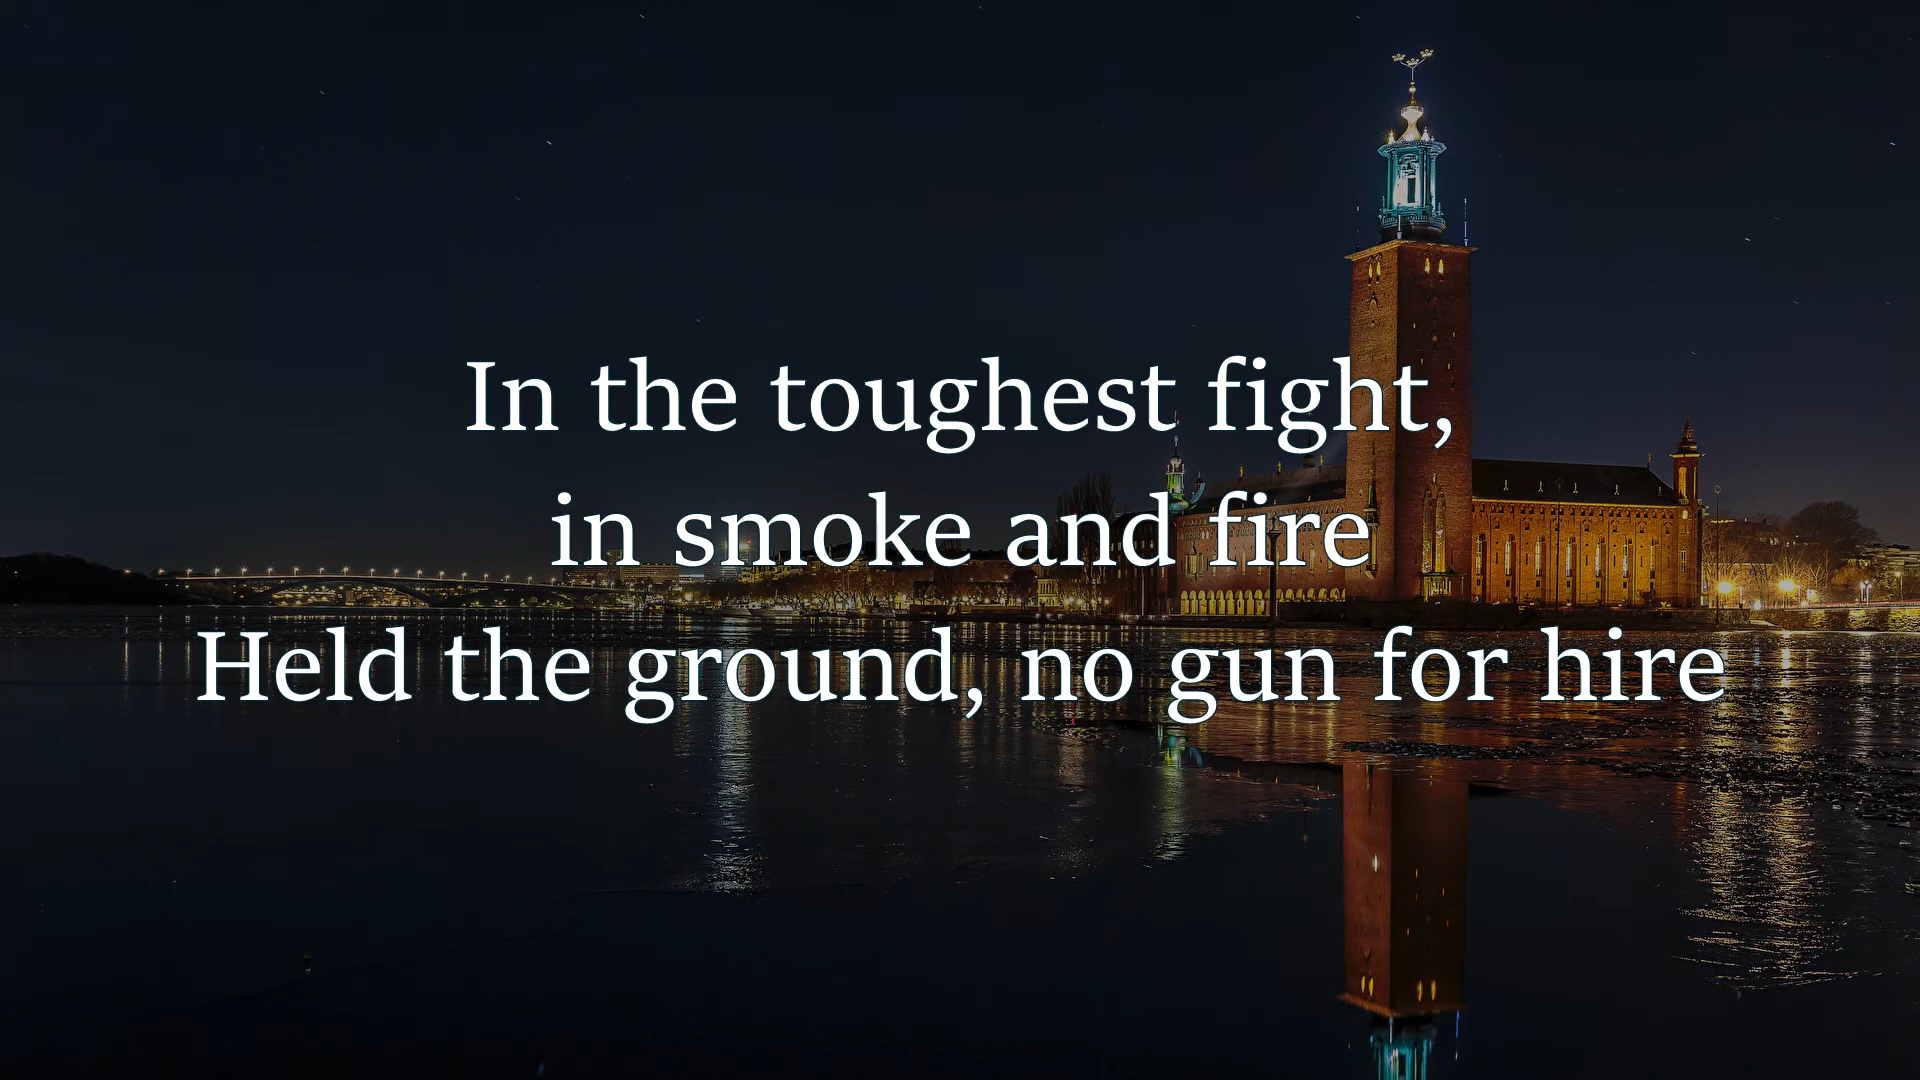 In the toughest fight,
in smoke and fire
Held the ground, no gun for hire